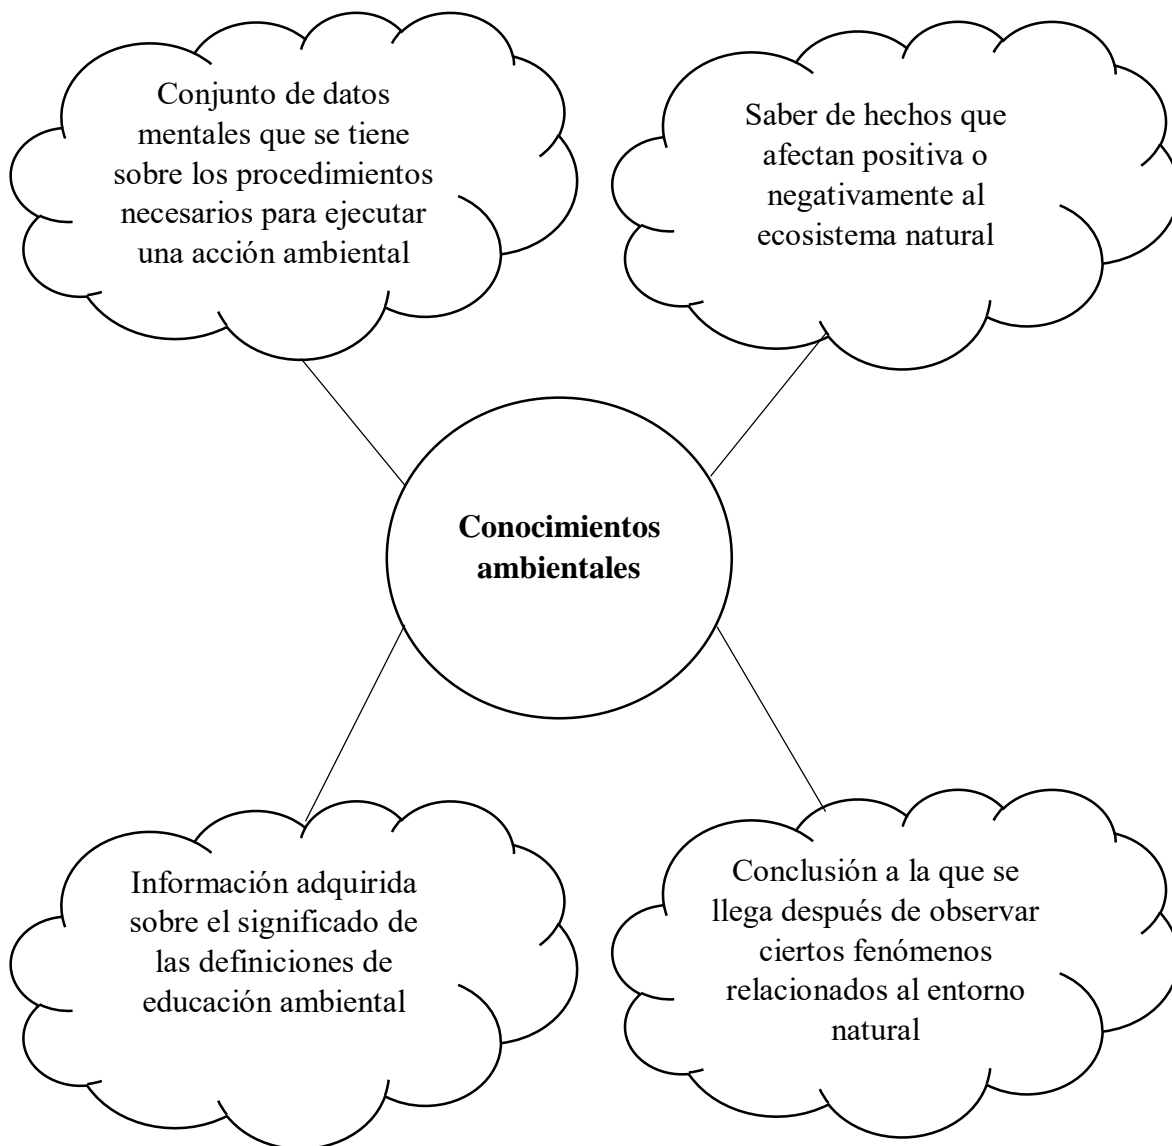 Conjunto de datos
mentales que se tiene
sobre los procedimientos
necesarios para ejecutar
una acción ambiental
Saber de hechos que
afectan positiva o
negativamente al
ecosistema natural
Conocimientos
ambientales
Información adquirida
sobre el significado de
las definiciones de
educación ambiental
Conclusión a la que se
llega después de observar
ciertos fenómenos
relacionados al entorno
natural